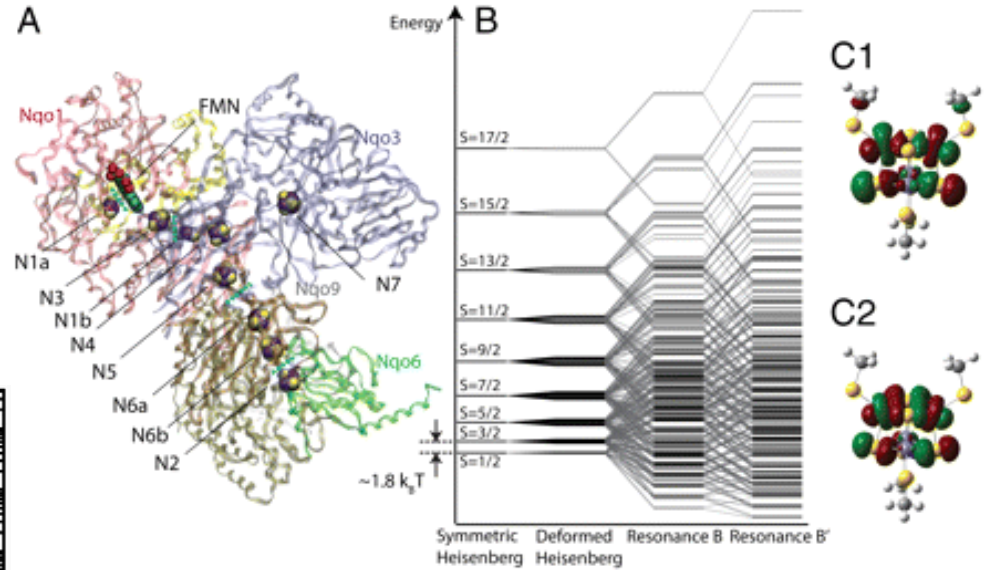 A
Nqo1
FMN
Nqo3
N1a
N3
N1b
N4
N5
N6a
N6b
N2
Nqo9
N7
Nqo6
Energy
B
S=17/2
S=15/2
S=13/2
S=11/2
S=9/2
S=7/2
S=5/2
S=3/2
S=1/2
~1.8 kBT
Symmetric
Heisenberg
Deformed
Heisenberg
Resonance B
Resonance B'
C1
C2